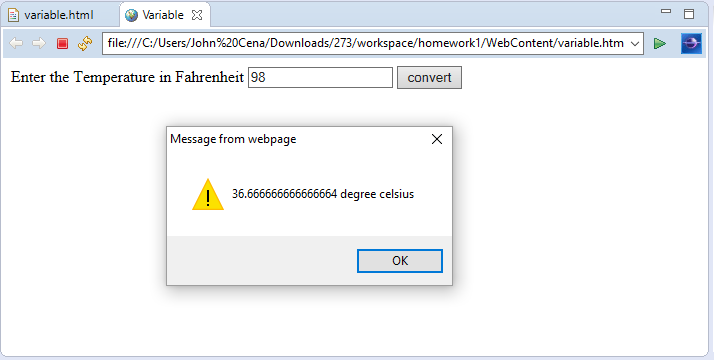 variable.html Variable
file:///C:/Users/John%20Cena/Downloads/273/workspace/homework1/WebContent/variable.htm
Enter the Temperature in Fahrenheit 98 convert
Message from webpage
36.666666666666664 degree celsius
OK